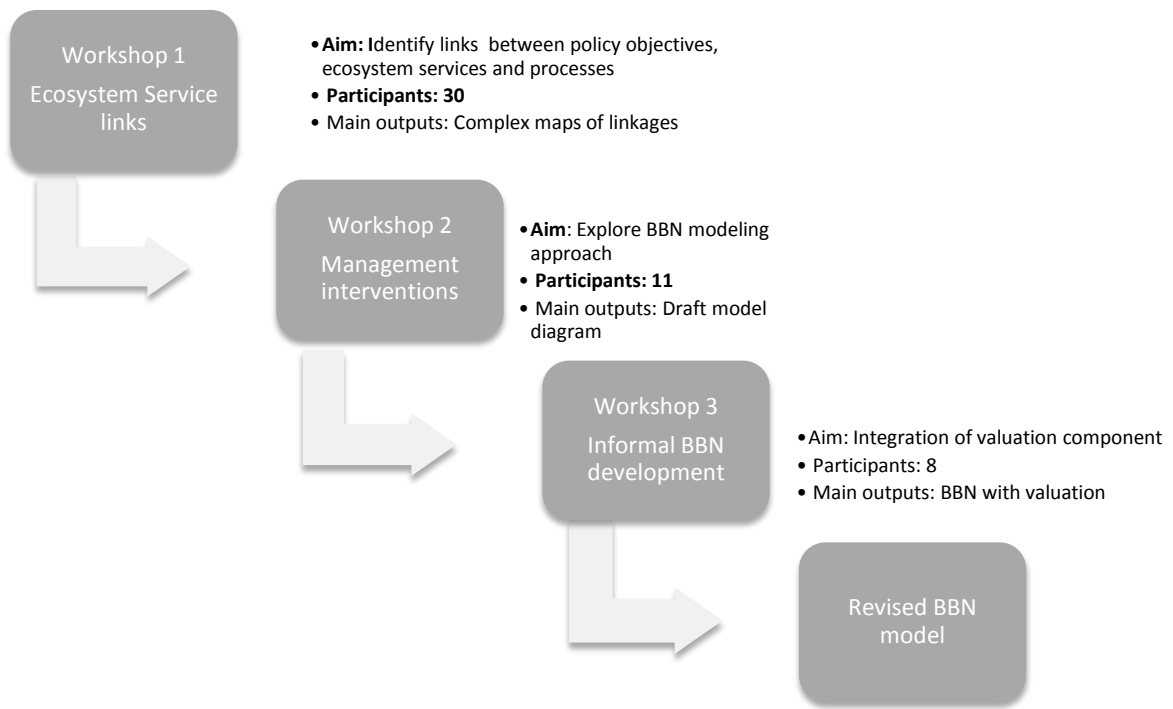 Workshop 1
Ecosystem Service
links
•Aim: Identify links between policy objectives,
ecosystem services and processes
• Participants: 30
• Main outputs: Complex maps of linkages
Workshop 2
Management
interventions
•Aim: Explore BBN modeling
approach
• Participants: 11
• Main outputs: Draft model
diagram
Workshop 3
Informal BBN
development
•Aim: Integration of valuation component
• Participants: 8
• Main outputs: BBN with valuation
Revised BBN
model